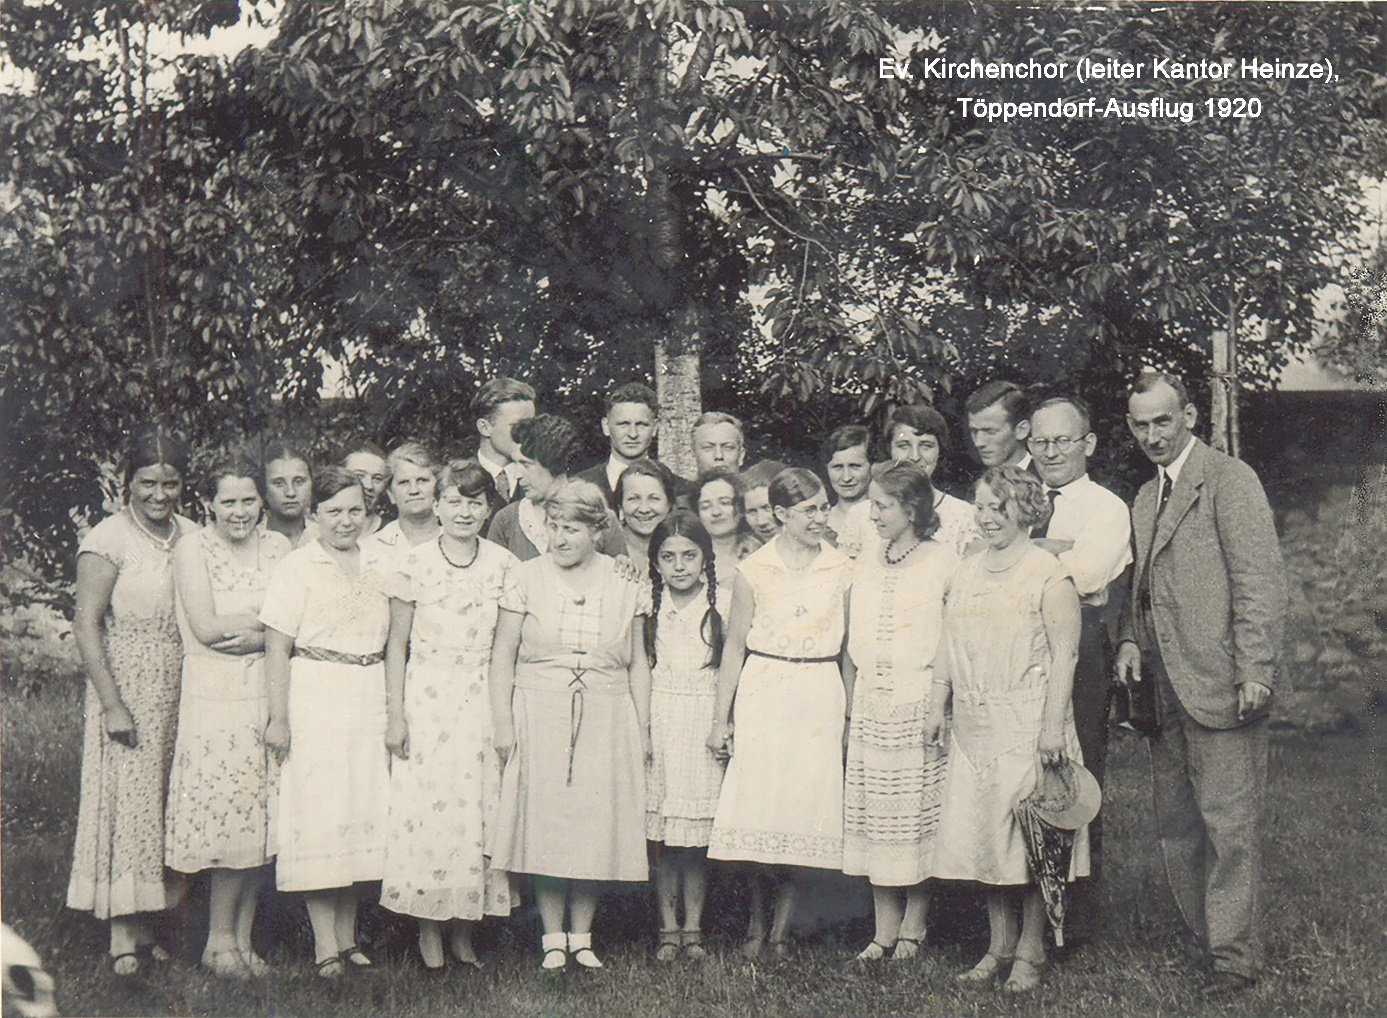 Ev. Kirchenchor (leiter Kantor Heinze),
Töppendorf-Ausflug 1920